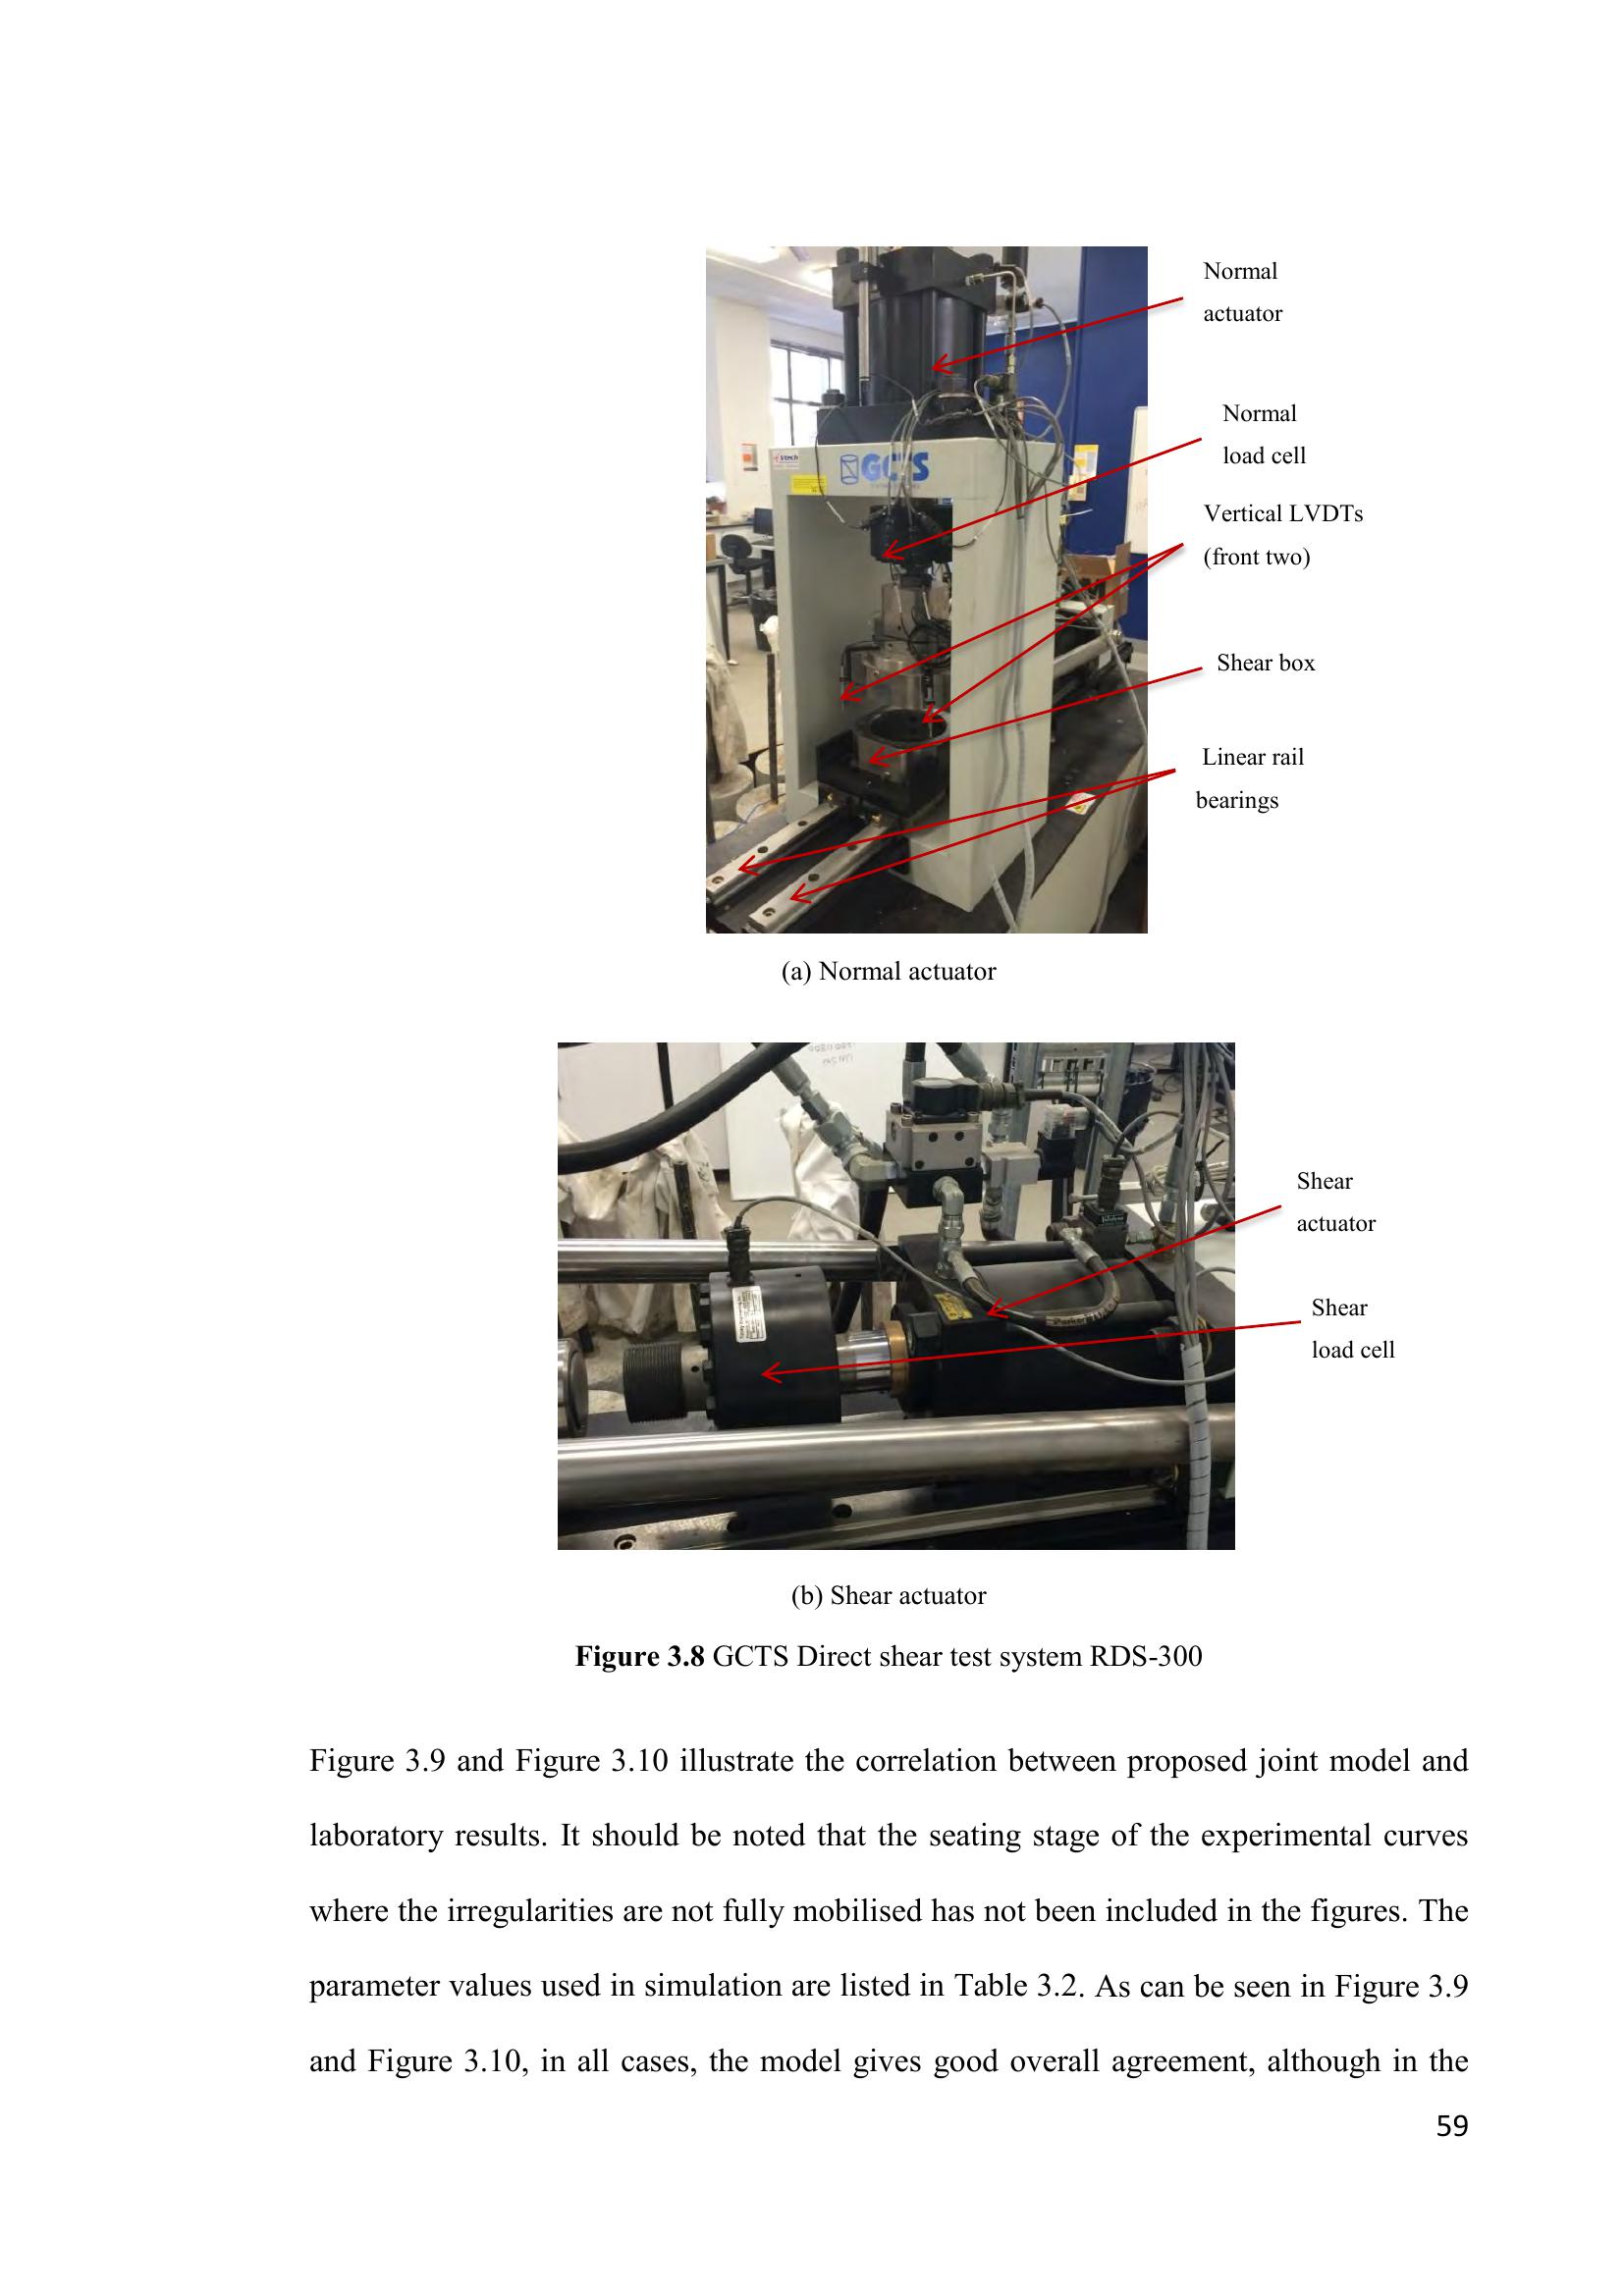 Normal
actuator
Normal
load cell
Vertical LVDTs
(front two)
Shear box
Linear rail
bearings
GCTS
(a) Normal actuator
Shear
actuator
Shear
load cell
Parker
(b) Shear actuator
Figure 3.8 GCTS Direct shear test system RDS-300
Figure 3.9 and Figure 3.10 illustrate the correlation between proposed joint model and
laboratory results. It should be noted that the seating stage of the experimental curves
where the irregularities are not fully mobilised has not been included in the figures. The
parameter values used in simulation are listed in Table 3.2. As can be seen in Figure 3.9
and Figure 3.10, in all cases, the model gives good overall agreement, although in the
59